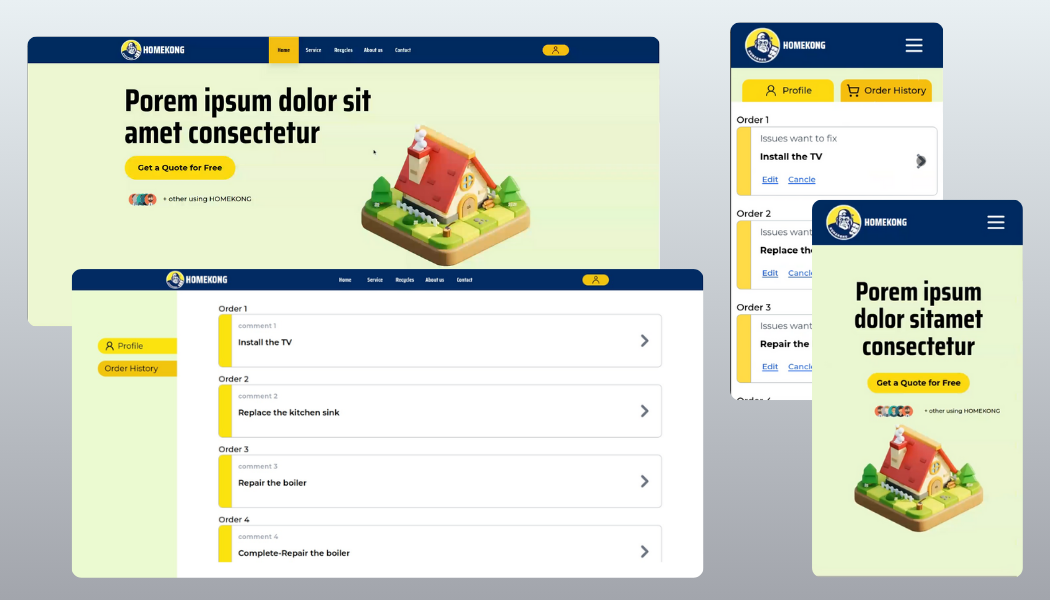 HOMEKONG
Home Service Recycles About us Contact
Porem ipsum dolor sit
amet consectetur
Get a Quote for Free
+ other using HOMEKONG
HOMEKONG
Home Service Recycles About us Contact
Profile
Order History
Order 1
comment 1
Install the TV
Order 2
comment 2
Replace the kitchen sink
Order 3
comment 3
Repair the boiler
Order 4
comment 4
Complete-Repair the boiler
HOMEKONG
Profile Order History
Order 1
Issues want to fix
Install the TV
Edit Cancle
Order 2
Issues want
Replace
Edit
Order 3
Issues want
Repair the
Edit
HOMEKONG
Porem ipsum
dolor sitamet
consectetur
Get a Quote for Free
+ other using HOMEKONG